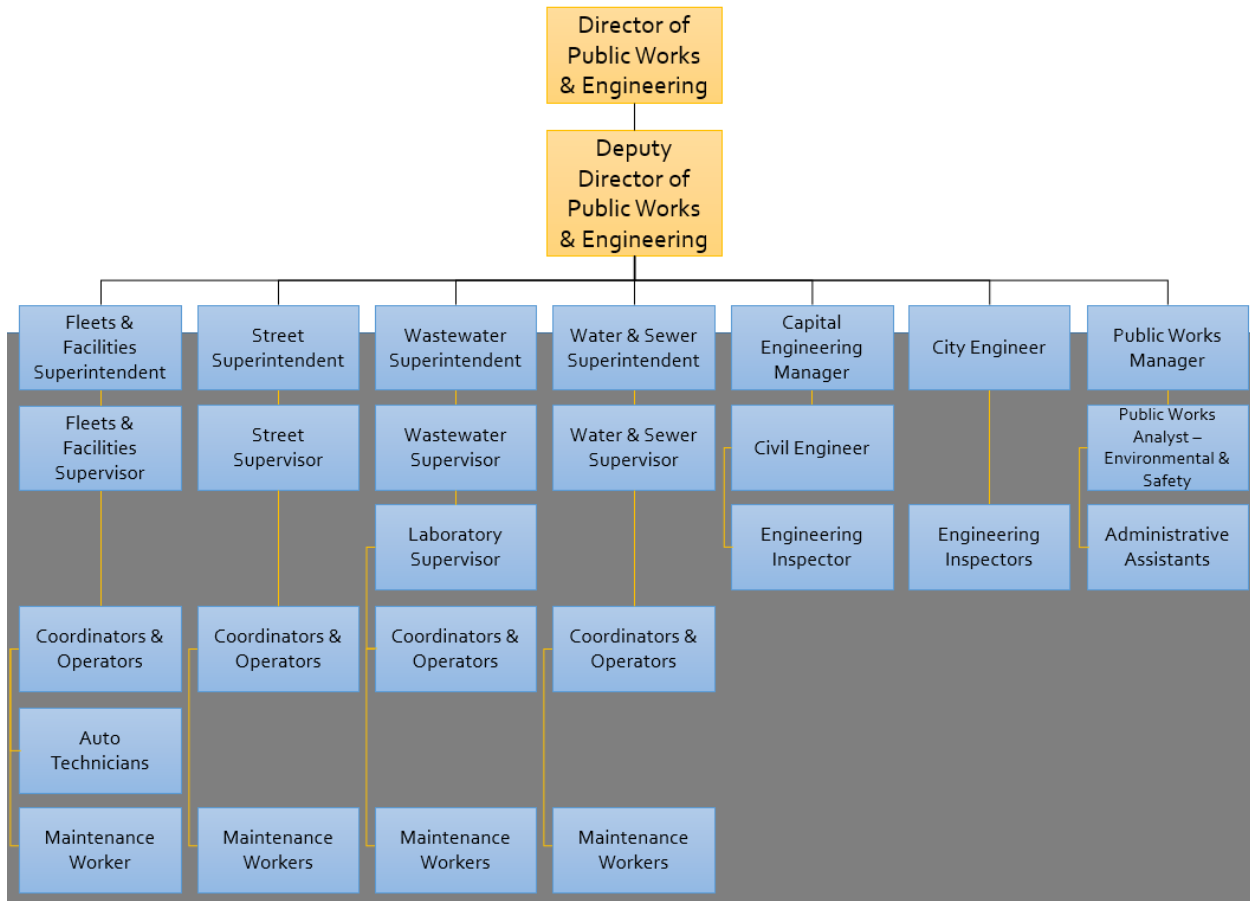 Director of
Public Works
& Engineering
Deputy
Director of
Public Works
& Engineering
Fleets &
Facilities
Superintendent
Street
Superintendent
Wastewater
Superintendent
Water & Sewer
Superintendent
Capital
Engineering
Manager
City Engineer
Public Works
Manager
Fleets &
Facilities
Supervisor
Street
Supervisor
Wastewater
Supervisor
Water & Sewer
Supervisor
Civil Engineer
Public Works
Analyst –
Environmental &
Safety
Laboratory
Supervisor
Engineering
Inspector
Engineering
Inspectors
Administrative
Assistants
Coordinators &
Operators
Coordinators &
Operators
Coordinators &
Operators
Coordinators &
Operators
Auto
Technicians
Maintenance
Worker
Maintenance
Workers
Maintenance
Workers
Maintenance
Workers